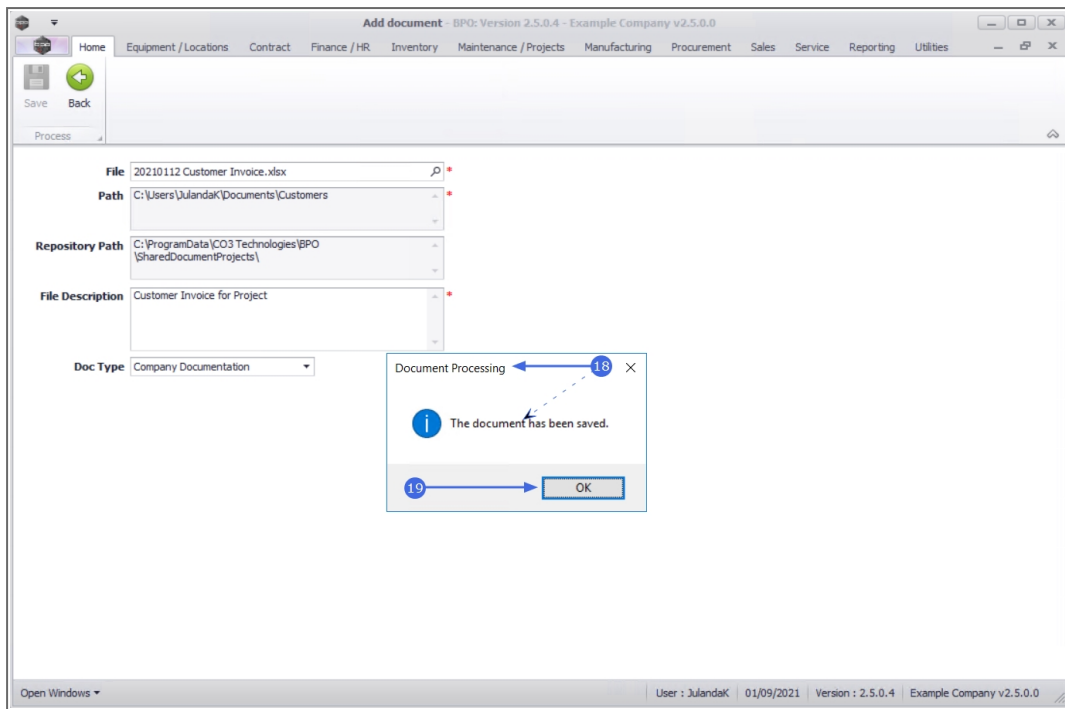 Add document - BPO: Version 2.5.0.4 - Example Company v2.5.0.0
Home Equipment / Locations Contract Finance / HR Inventory Maintenance / Projects Manufacturing Procurement Sales Service Reporting Utilities
Save Back
Process
File 20210112 Customer Invoice.xlsx *
Path C:\Users\JulandaK\Documents\Customers *
Repository Path C:\ProgramData\CO3 Technologies\BPO
\SharedDocumentProjects\
File Description Customer Invoice for Project *
Doc Type Company Documentation
Document Processing 18
i The document has been saved.
19 OK
Open Windows User : JulandaK 01/09/2021 Version : 2.5.0.4 Example Company v2.5.0.0